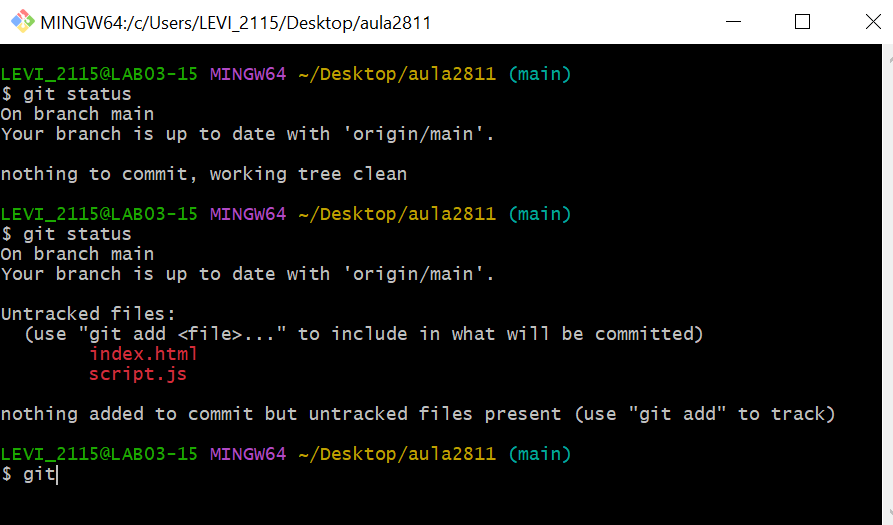 MINGW64:/c/Users/LEVI_2115/Desktop/aula2811
LEVI_2115@LAB03-15 MINGW64 ~/Desktop/aula2811 (main)
$ git status
On branch main
Your branch is up to date with 'origin/main'.
nothing to commit, working tree clean
LEVI_2115@LAB03-15 MINGW64 ~/Desktop/aula2811 (main)
$ git status
On branch main
Your branch is up to date with 'origin/main'.
Untracked files:
(use "git add <file>..." to include in what will be committed)
index.html
script.js
nothing added to commit but untracked files present (use "git add" to track)
LEVI_2115@LAB03-15 MINGW64 ~/Desktop/aula2811 (main)
$ git